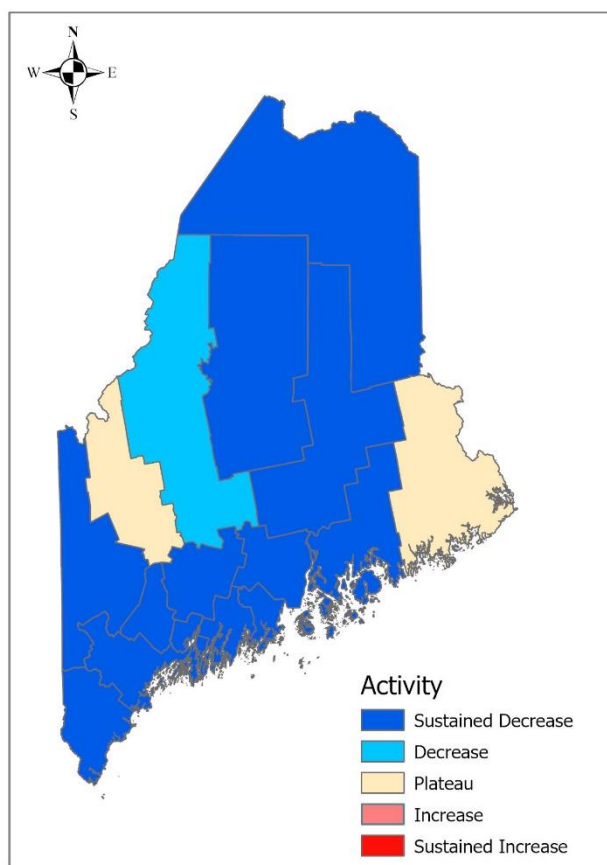 N
W E
S
Activity
Sustained Decrease
Decrease
Plateau
Increase
Sustained Increase